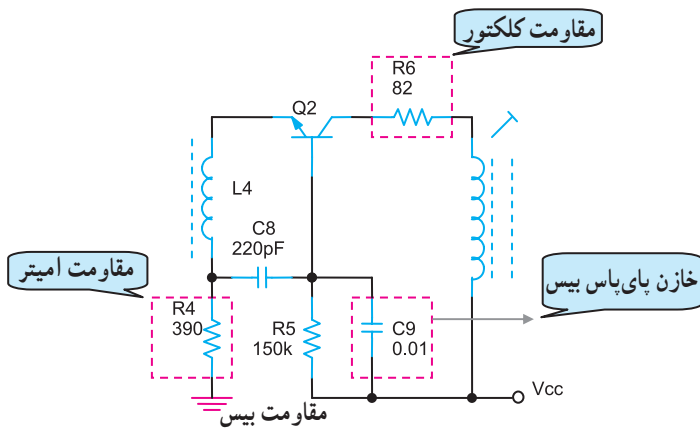 مقاومت کلکتور
R6
82
Q2
L4
C8
220pF
مقاومت امیتر
خازن بای‌پاس بیس
R4
390
R5
150k
C9
0.01
Vcc
مقاومت بیس